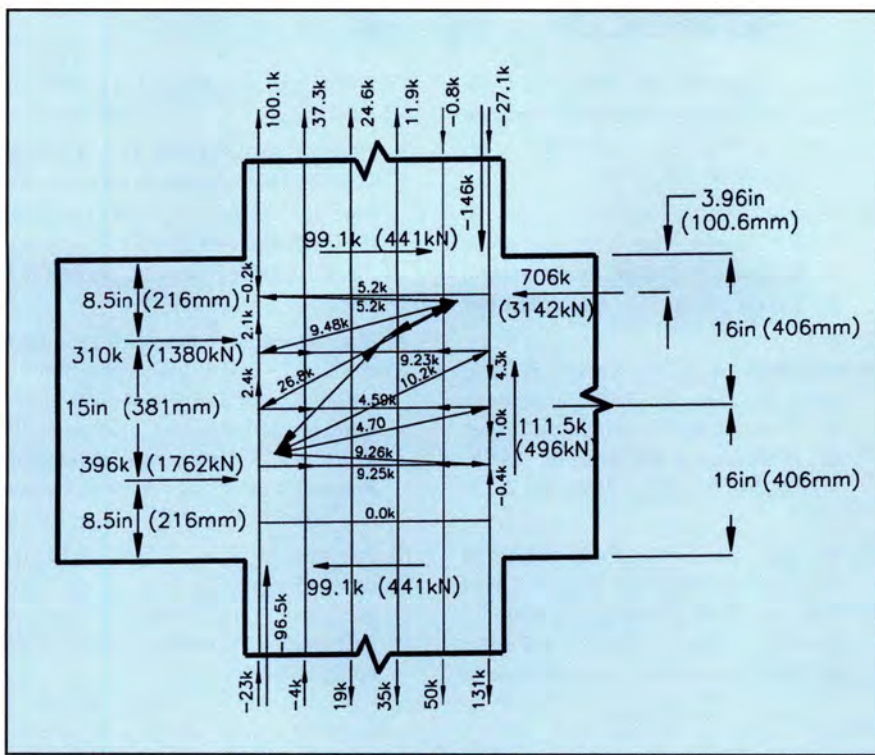 100.1k
37.3k
24.6k
11.9k
-0.8k
-27.1k
-146k
3.96in
(100.6mm)
99.1k (441kN)
706k
(3142kN)
8.5in (216mm)
-0.2k
5.2k
5.2k
2.1k
9.48k
16in (406mm)
310k (1380kN)
9.23k
10.2k
4.3k
26.8k
2.4k
15in (381mm)
4.59k
4.70
1.0k
111.5k
(496kN)
396k (1762kN)
9.26k
9.25k
-0.4k
16in (406mm)
8.5in (216mm)
0.0k
99.1k (441kN)
-96.5k
-23k
-4k
19k
35k
50k
131k